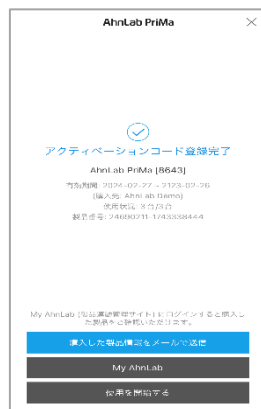 AhnLab PriMa
アクティベーションコード登録完了
AhnLab PriMa [8643]
有効期間: 2024-02-27 ~ 2123-02-26
(購入先: AhnLab Demo)
使用状況: 3台/3台
製品番号: 24690211-1743338444
My AhnLab (製品運営管理サイト) にログインすると購入し
た製品をご確認いただけます。
購入した製品情報をメールで送信
My AhnLab
使用を開始する